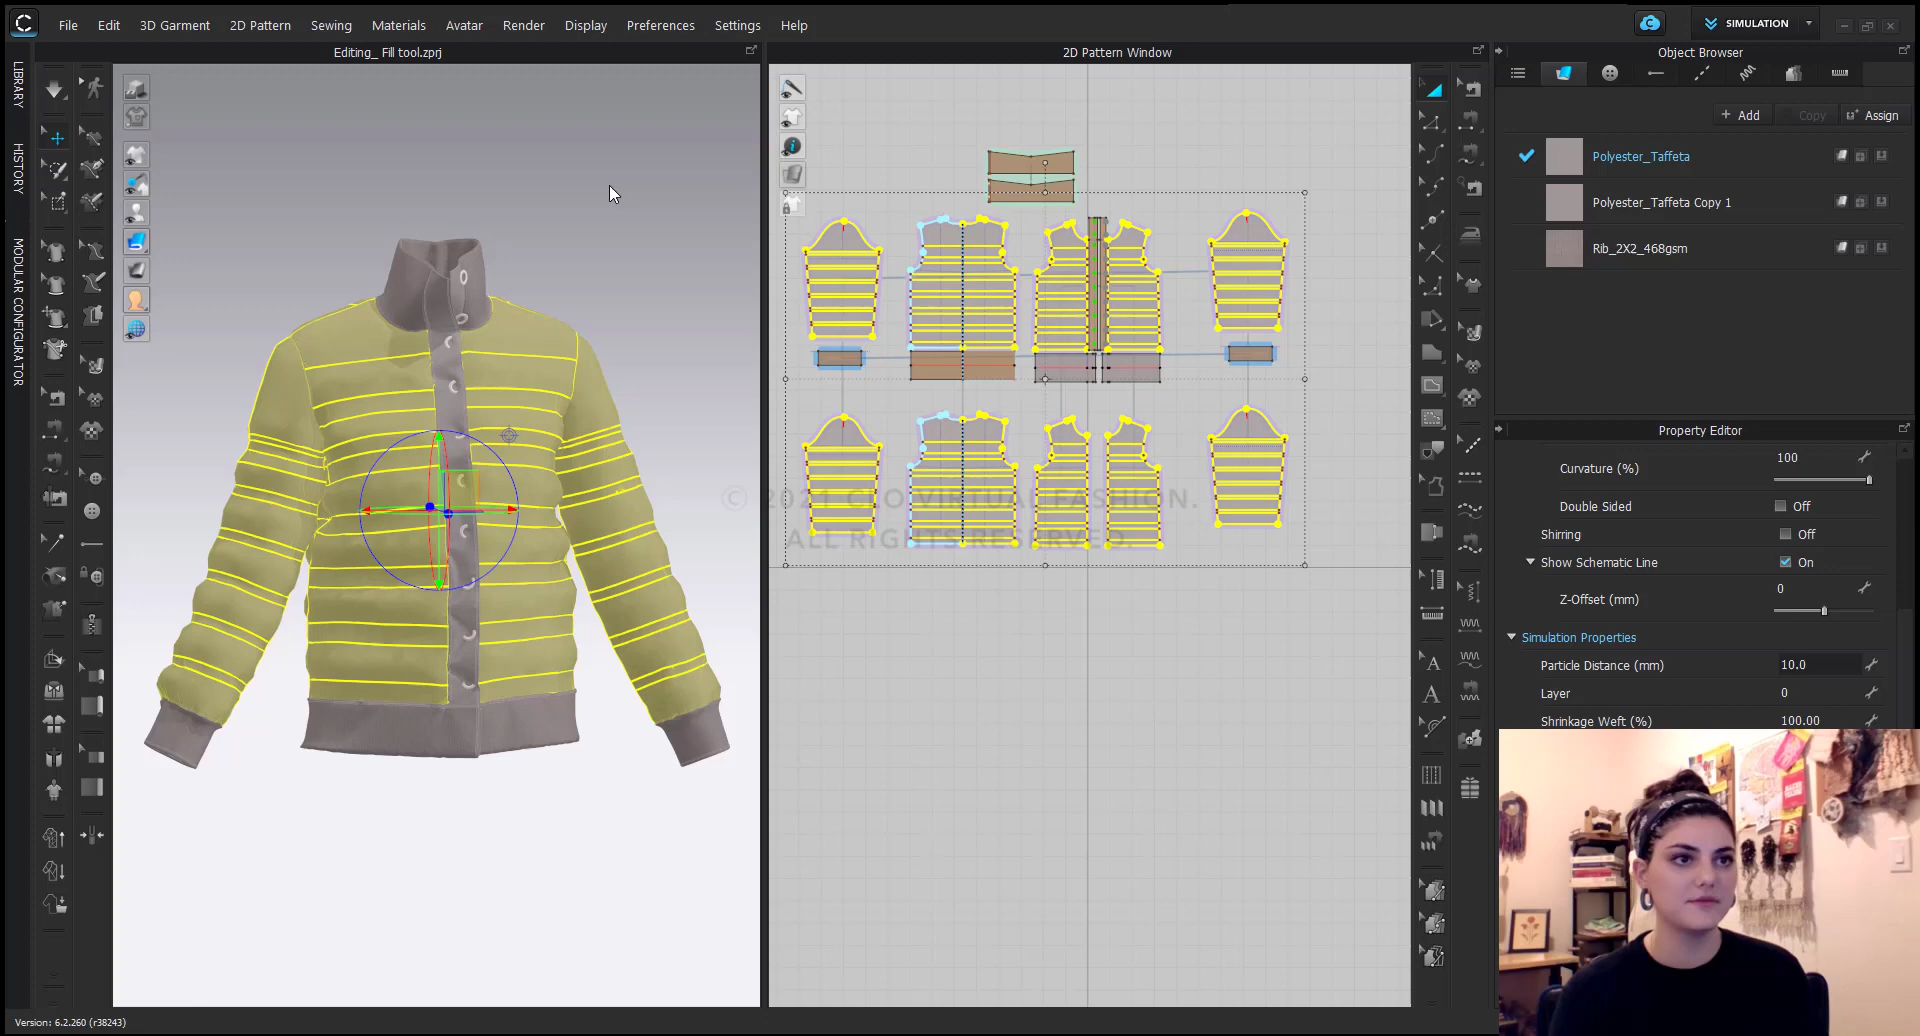 File Edit 3D Garment 2D Pattern Sewing Materials Avatar Render Display Preferences Settings Help
SIMULATION
Editing_ Fill tool.zprj
2D Pattern Window
Object Browser
LIBRARY
HISTORY
MODULAR CONFIGURATOR
+ Add Copy Assign
Polyester_Taffeta
Polyester_Taffeta Copy 1
Rib_2X2_468gsm
Property Editor
Curvature (%) 100
Double Sided Off
Shirring Off
Show Schematic Line On
Z-Offset (mm) 0
Simulation Properties
Particle Distance (mm) 10.0
Layer 0
Shrinkage Weft (%) 100.00
© 2021 CLO VIRTUAL FASHION.
ALL RIGHTS RESERVED.
Version: 6.2.260 (r38243)